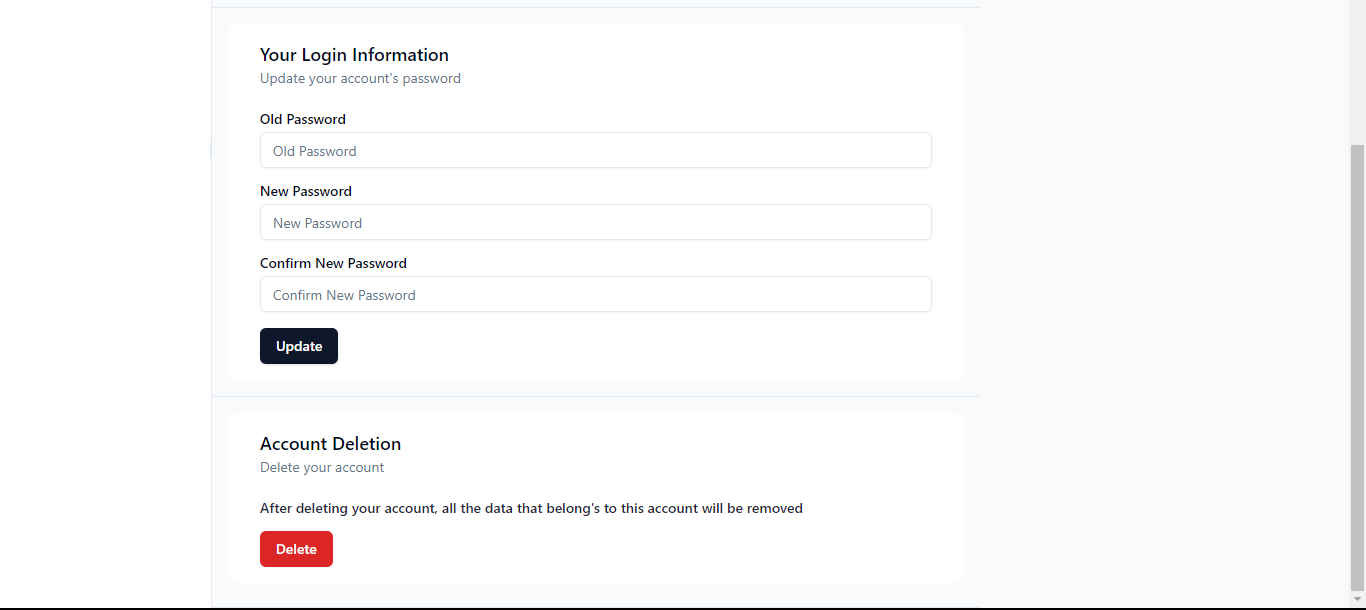 Your Login Information
Update your account's password
Old Password
Old Password
New Password
New Password
Confirm New Password
Confirm New Password
Update
Account Deletion
Delete your account
After deleting your account, all the data that belong's to this account will be removed
Delete